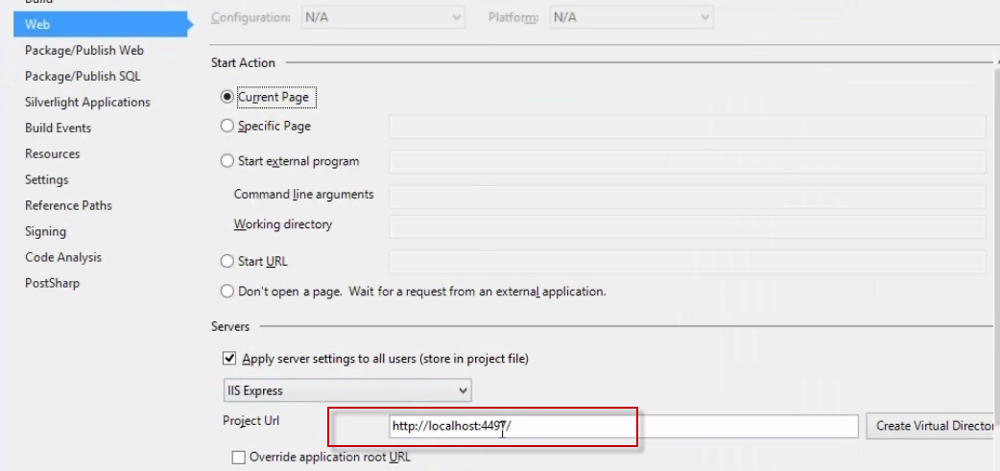 Build
Web
Package/Publish Web
Package/Publish SQL
Silverlight Applications
Build Events
Resources
Settings
Reference Paths
Signing
Code Analysis
PostSharp
Configuration: N/A Platform: N/A
Start Action
Current Page
Specific Page
Start external program
Command line arguments
Working directory
Start URL
Don't open a page. Wait for a request from an external application.
Servers
Apply server settings to all users (store in project file)
IIS Express
Project Url http://localhost:4497/ Create Virtual Director
Override application root URL